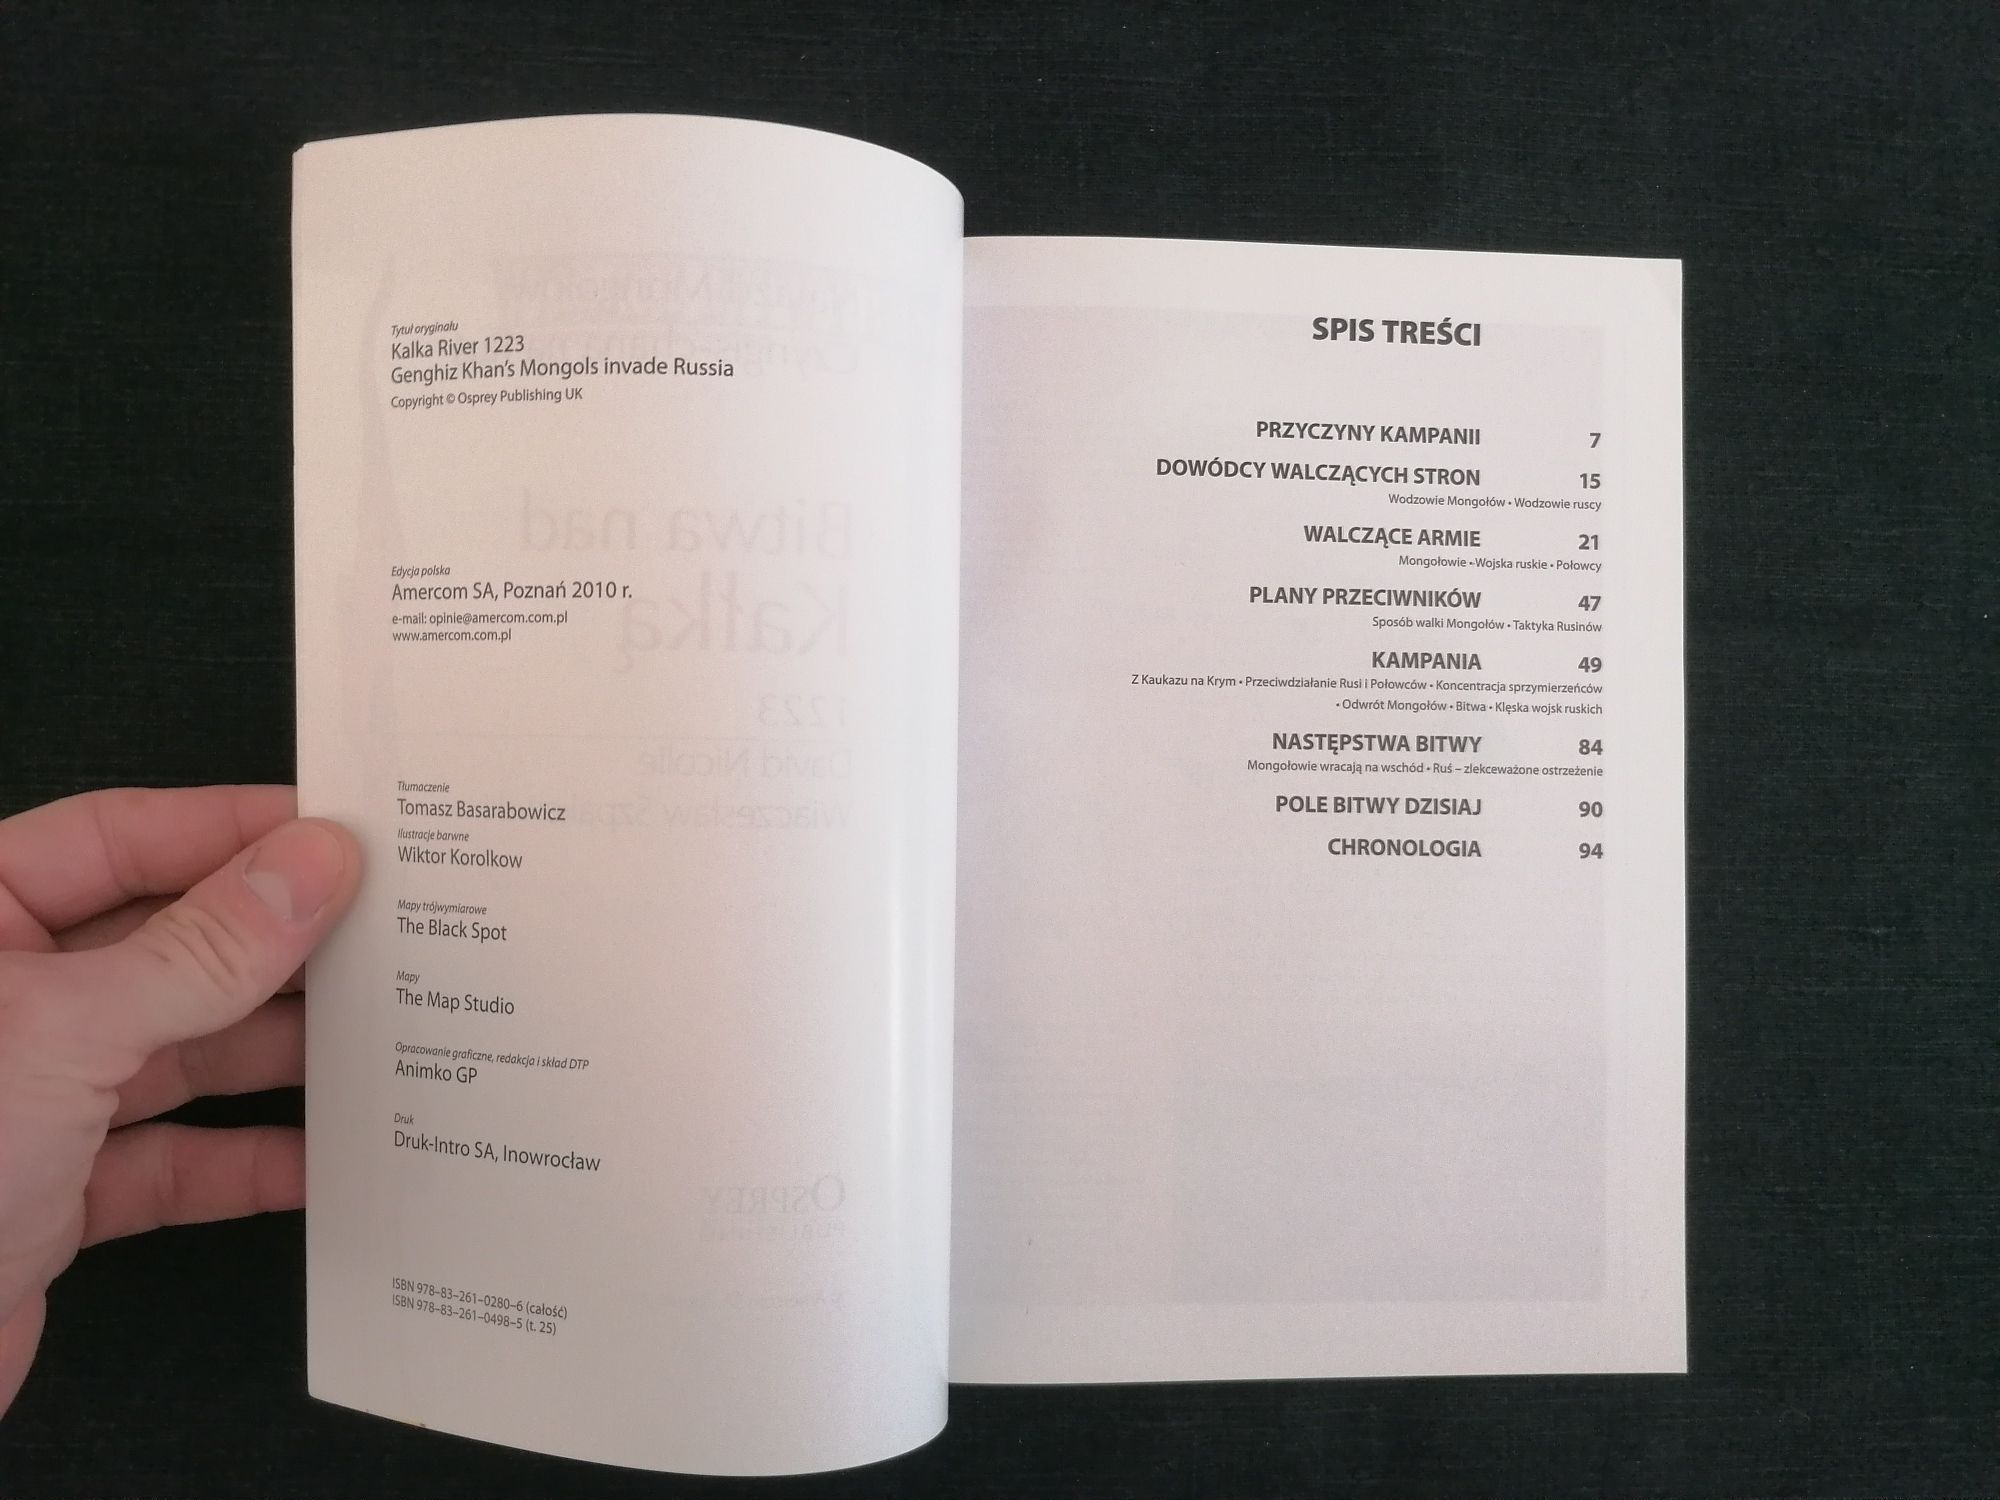 Tytuł oryginału
Kalka River 1223
Genghiz Khan's Mongols invade Russia
Copyright © Osprey Publishing UK
Edycja polska
Amercom SA, Poznań 2010 r.
e-mail: opinie@amercom.com.pl
www.amercom.com.pl
Tłumaczenie
Tomasz Basarabowicz
Ilustracje barwne
Wiktor Korolkow
Mapy trójwymiarowe
The Black Spot
Mapy
The Map Studio
Opracowanie graficzne, redakcja i skład DTP
Animko GP
Druk
Druk-Intro SA, Inowrocław
ISBN 978–83–261–0280–6 (całość)
ISBN 978–83–261–0498–5 (t. 25)
SPIS TREŚCI
PRZYCZYNY KAMPANII 7
DOWÓDCY WALCZĄCYCH STRON 15
Wodzowie Mongołów • Wodzowie ruscy
WALCZĄCE ARMIE 21
Mongołowie • Wojska ruskie • Połowcy
PLANY PRZECIWNIKÓW 47
Sposób walki Mongołów • Taktyka Rusinów
KAMPANIA 49
Z Kaukazu na Krym • Przeciwdziałanie Rusi i Połowców • Koncentracja sprzymierzeńców
• Odwrót Mongołów • Bitwa • Klęska wojsk ruskich
NASTĘPSTWA BITWY 84
Mongołowie wracają na wschód • Ruś – zlekceważone ostrzeżenie
POLE BITWY DZISIAJ 90
CHRONOLOGIA 94